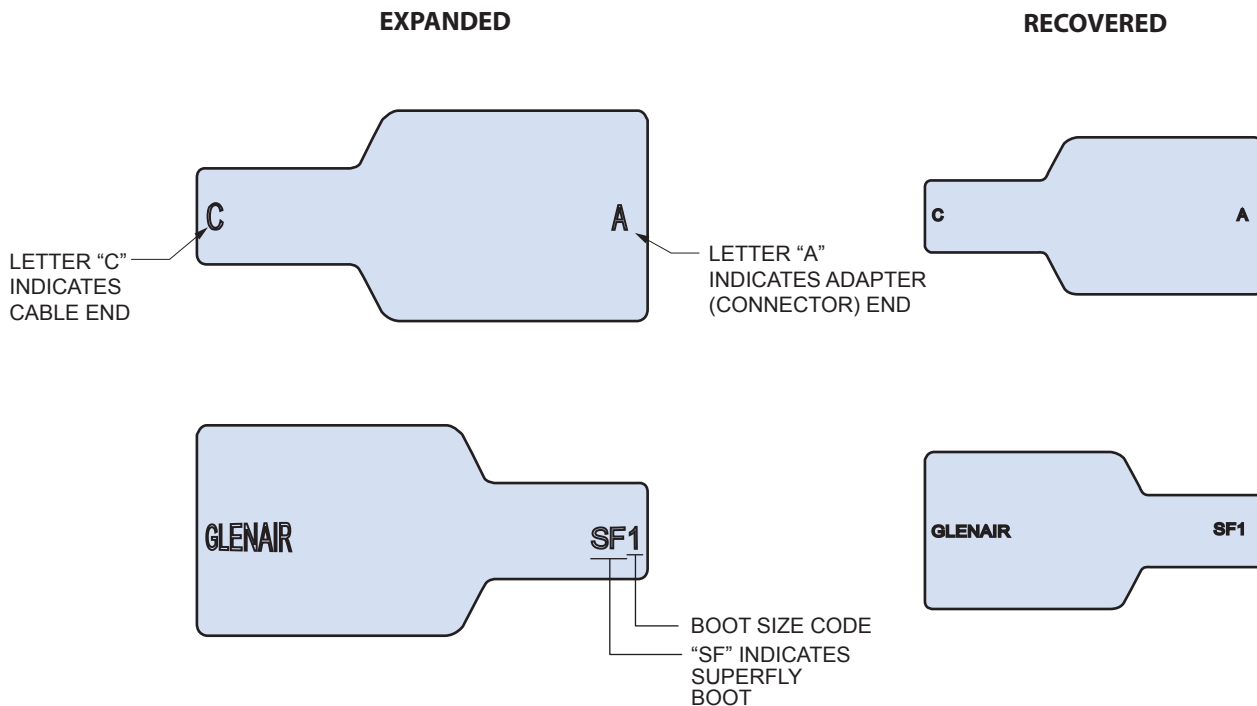 EXPANDED
RECOVERED
C
A
LETTER “C”
INDICATES
CABLE END
LETTER “A”
INDICATES ADAPTER
(CONNECTOR) END
C
A
GLENAIR
SF1
BOOT SIZE CODE
“SF” INDICATES
SUPERFLY
BOOT
GLENAIR
SF1